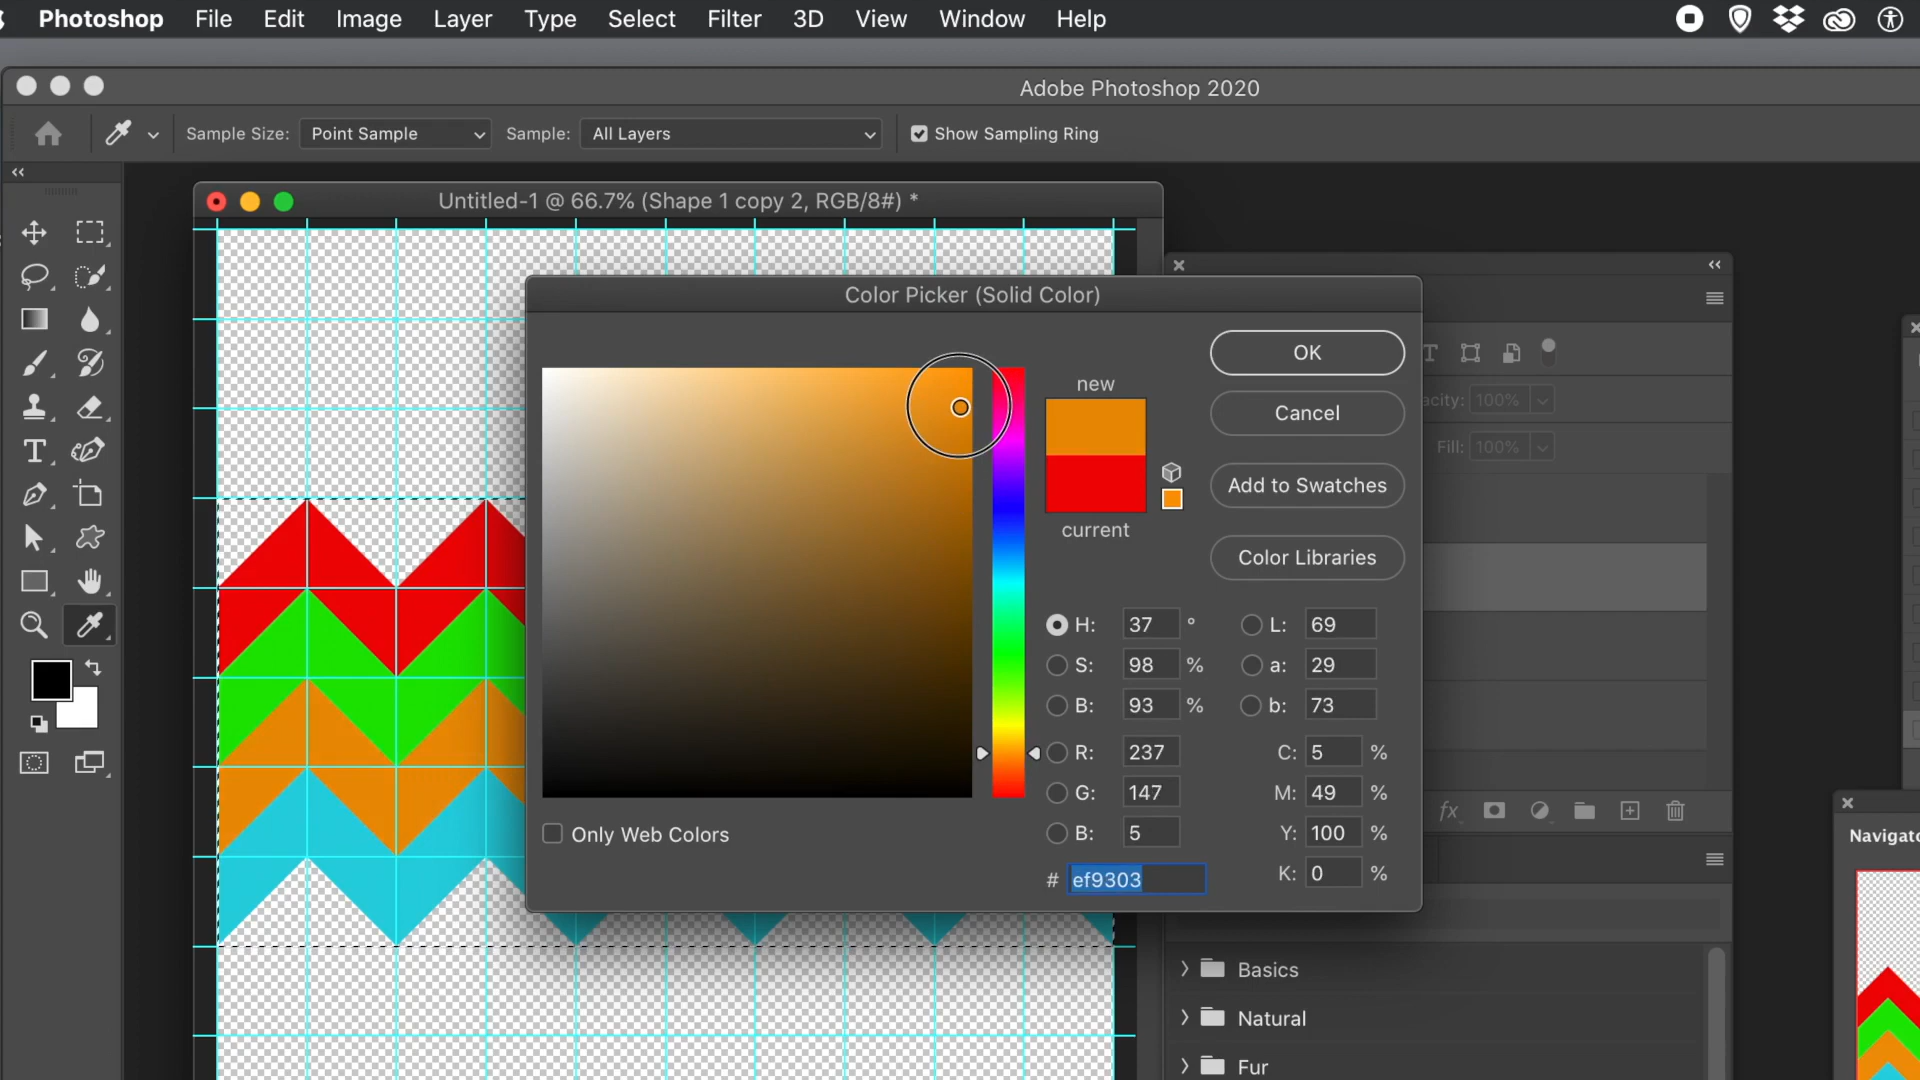 Photoshop File Edit Image Layer Type Select Filter 3D View Window Help
Adobe Photoshop 2020
Sample Size: Point Sample Sample: All Layers Show Sampling Ring
Untitled-1 @ 66.7% (Shape 1 copy 2, RGB/8#) *
Color Picker (Solid Color)
OK
new
Cancel
acity: 100%
Fill: 100%
Add to Swatches
current
Color Libraries
H: 37 ° L: 69
S: 98 % a: 29
B: 93 % b: 73
R: 237 C: 5 %
G: 147 M: 49 %
B: 5 Y: 100 %
Only Web Colors
# ef9303 K: 0 %
fx
Navigato
Basics
Natural
Fur